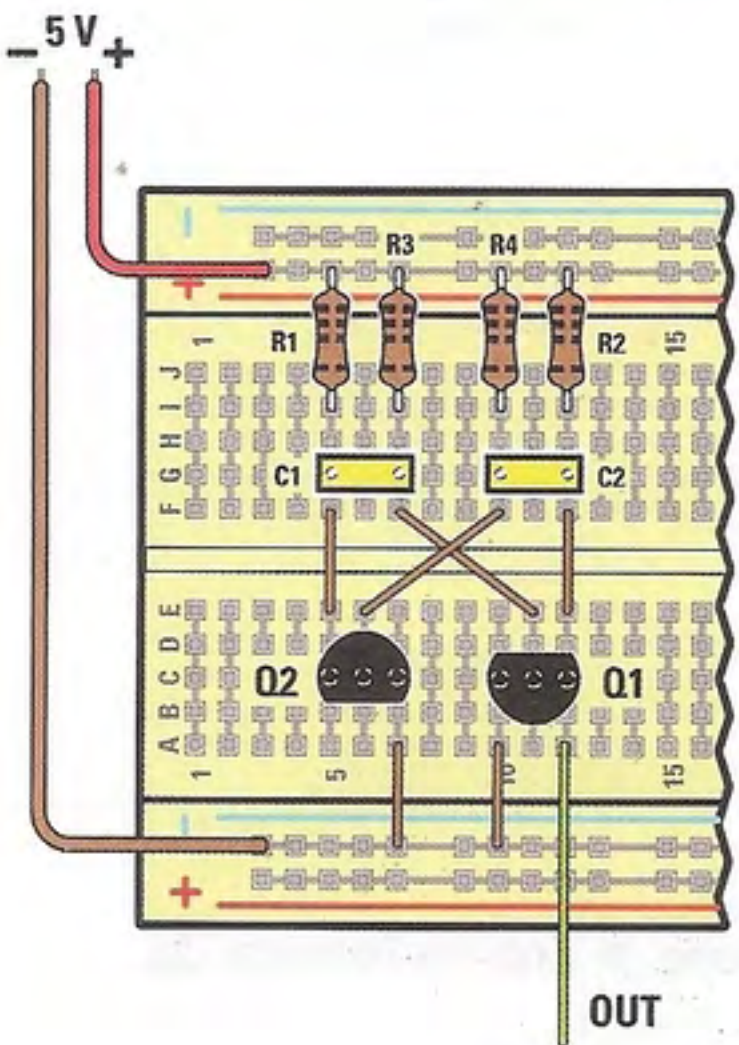 − 5 V +
−
R3 R4
+
1 15
R1 R2
J
I
H
C1 G C2
F
E
D
Q2 C Q1
B
A
1 5 10 15
−
+
OUT